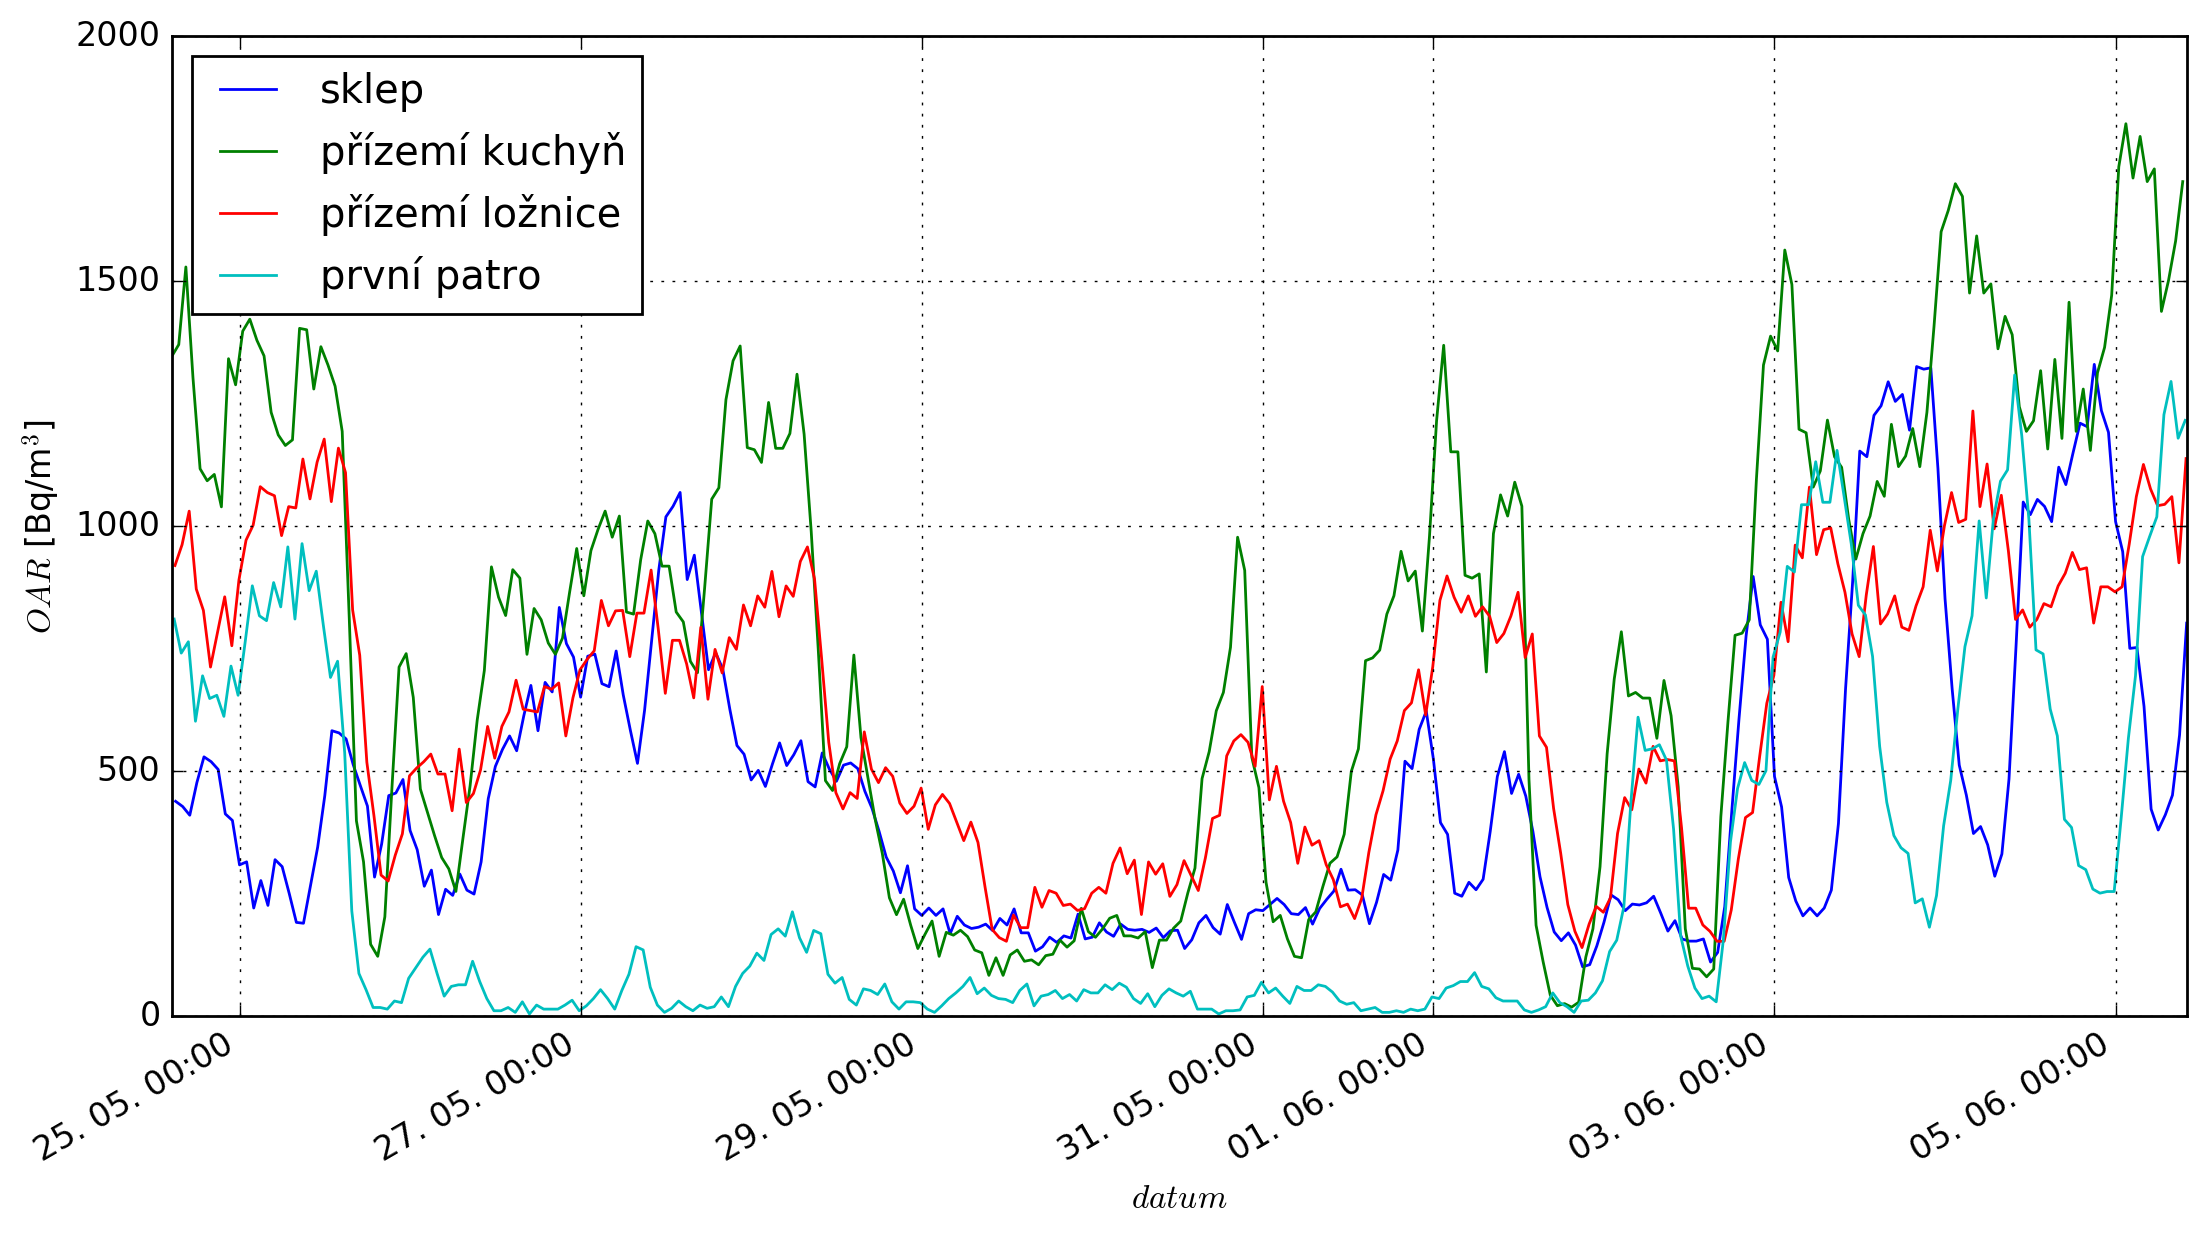 2000
1500
1000
500
0
OAR [Bq/m³]
sklep
přízemí kuchyň
přízemí ložnice
první patro
25. 05. 00:00
27. 05. 00:00
29. 05. 00:00
31. 05. 00:00
01. 06. 00:00
03. 06. 00:00
05. 06. 00:00
datum